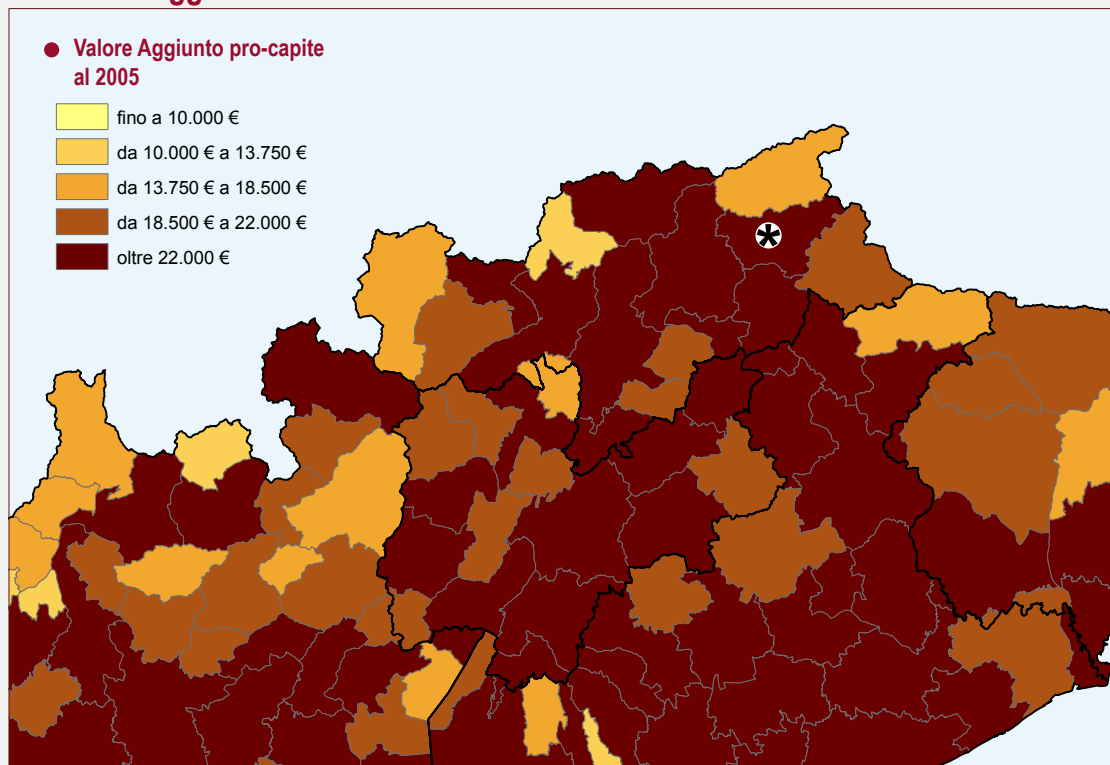 Valore Aggiunto pro-capite
al 2005
fino a 10.000 €
da 10.000 € a 13.750 €
da 13.750 € a 18.500 €
da 18.500 € a 22.000 €
oltre 22.000 €